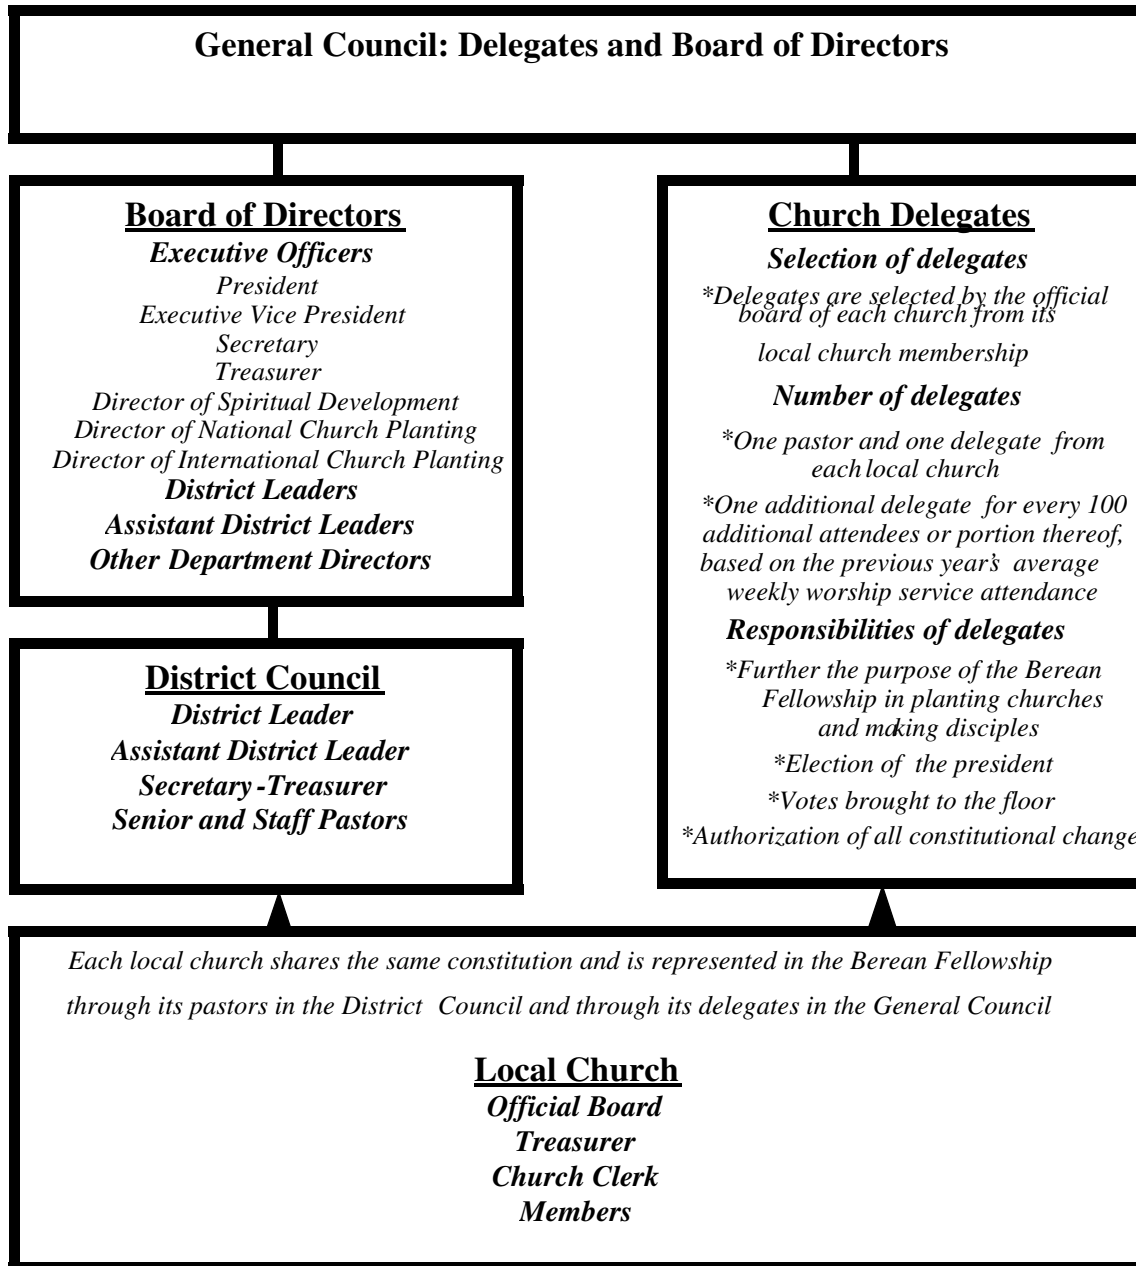 General Council: Delegates and Board of Directors
Board of Directors
Executive Officers
President
Executive Vice President
Secretary
Treasurer
Director of Spiritual Development
Director of National Church Planting
Director of International Church Planting
District Leaders
Assistant District Leaders
Other Department Directors
District Council
District Leader
Assistant District Leader
Secretary-Treasurer
Senior and Staff Pastors
Church Delegates
Selection of delegates
*Delegates are selected by the official
board of each church from its
local church membership
Number of delegates
*One pastor and one delegate from
each local church
*One additional delegate for every 100
additional attendees or portion thereof,
based on the previous year's average
weekly worship service attendance
Responsibilities of delegates
*Further the purpose of the Berean
Fellowship in planting churches
and making disciples
*Election of the president
*Votes brought to the floor
*Authorization of all constitutional change
Each local church shares the same constitution and is represented in the Berean Fellowship
through its pastors in the District Council and through its delegates in the General Council
Local Church
Official Board
Treasurer
Church Clerk
Members